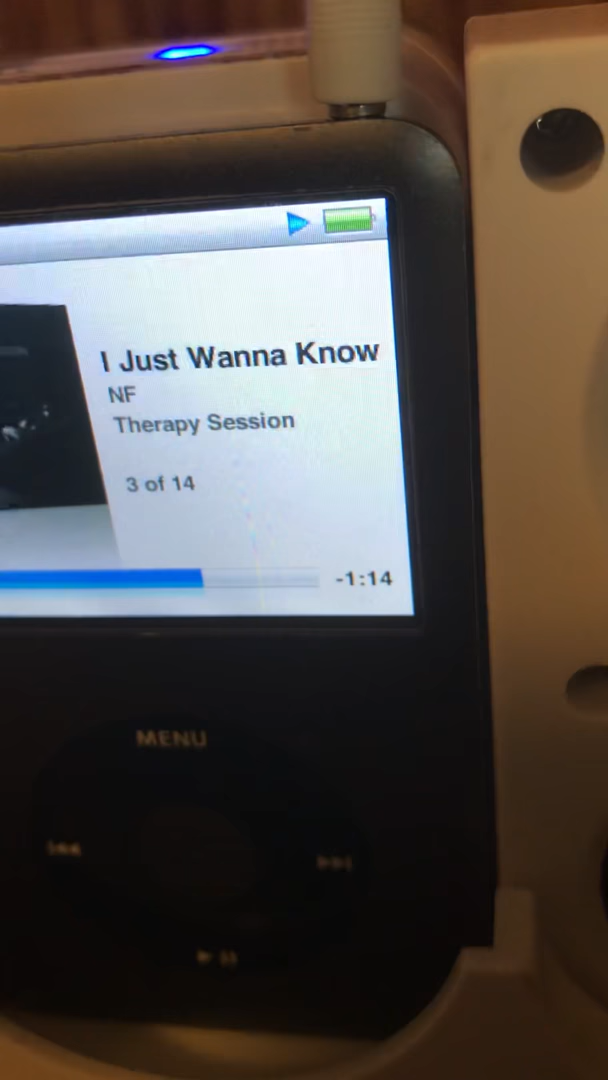 I Just Wanna Know
NF
Therapy Session
3 of 14
-1:14
MENU